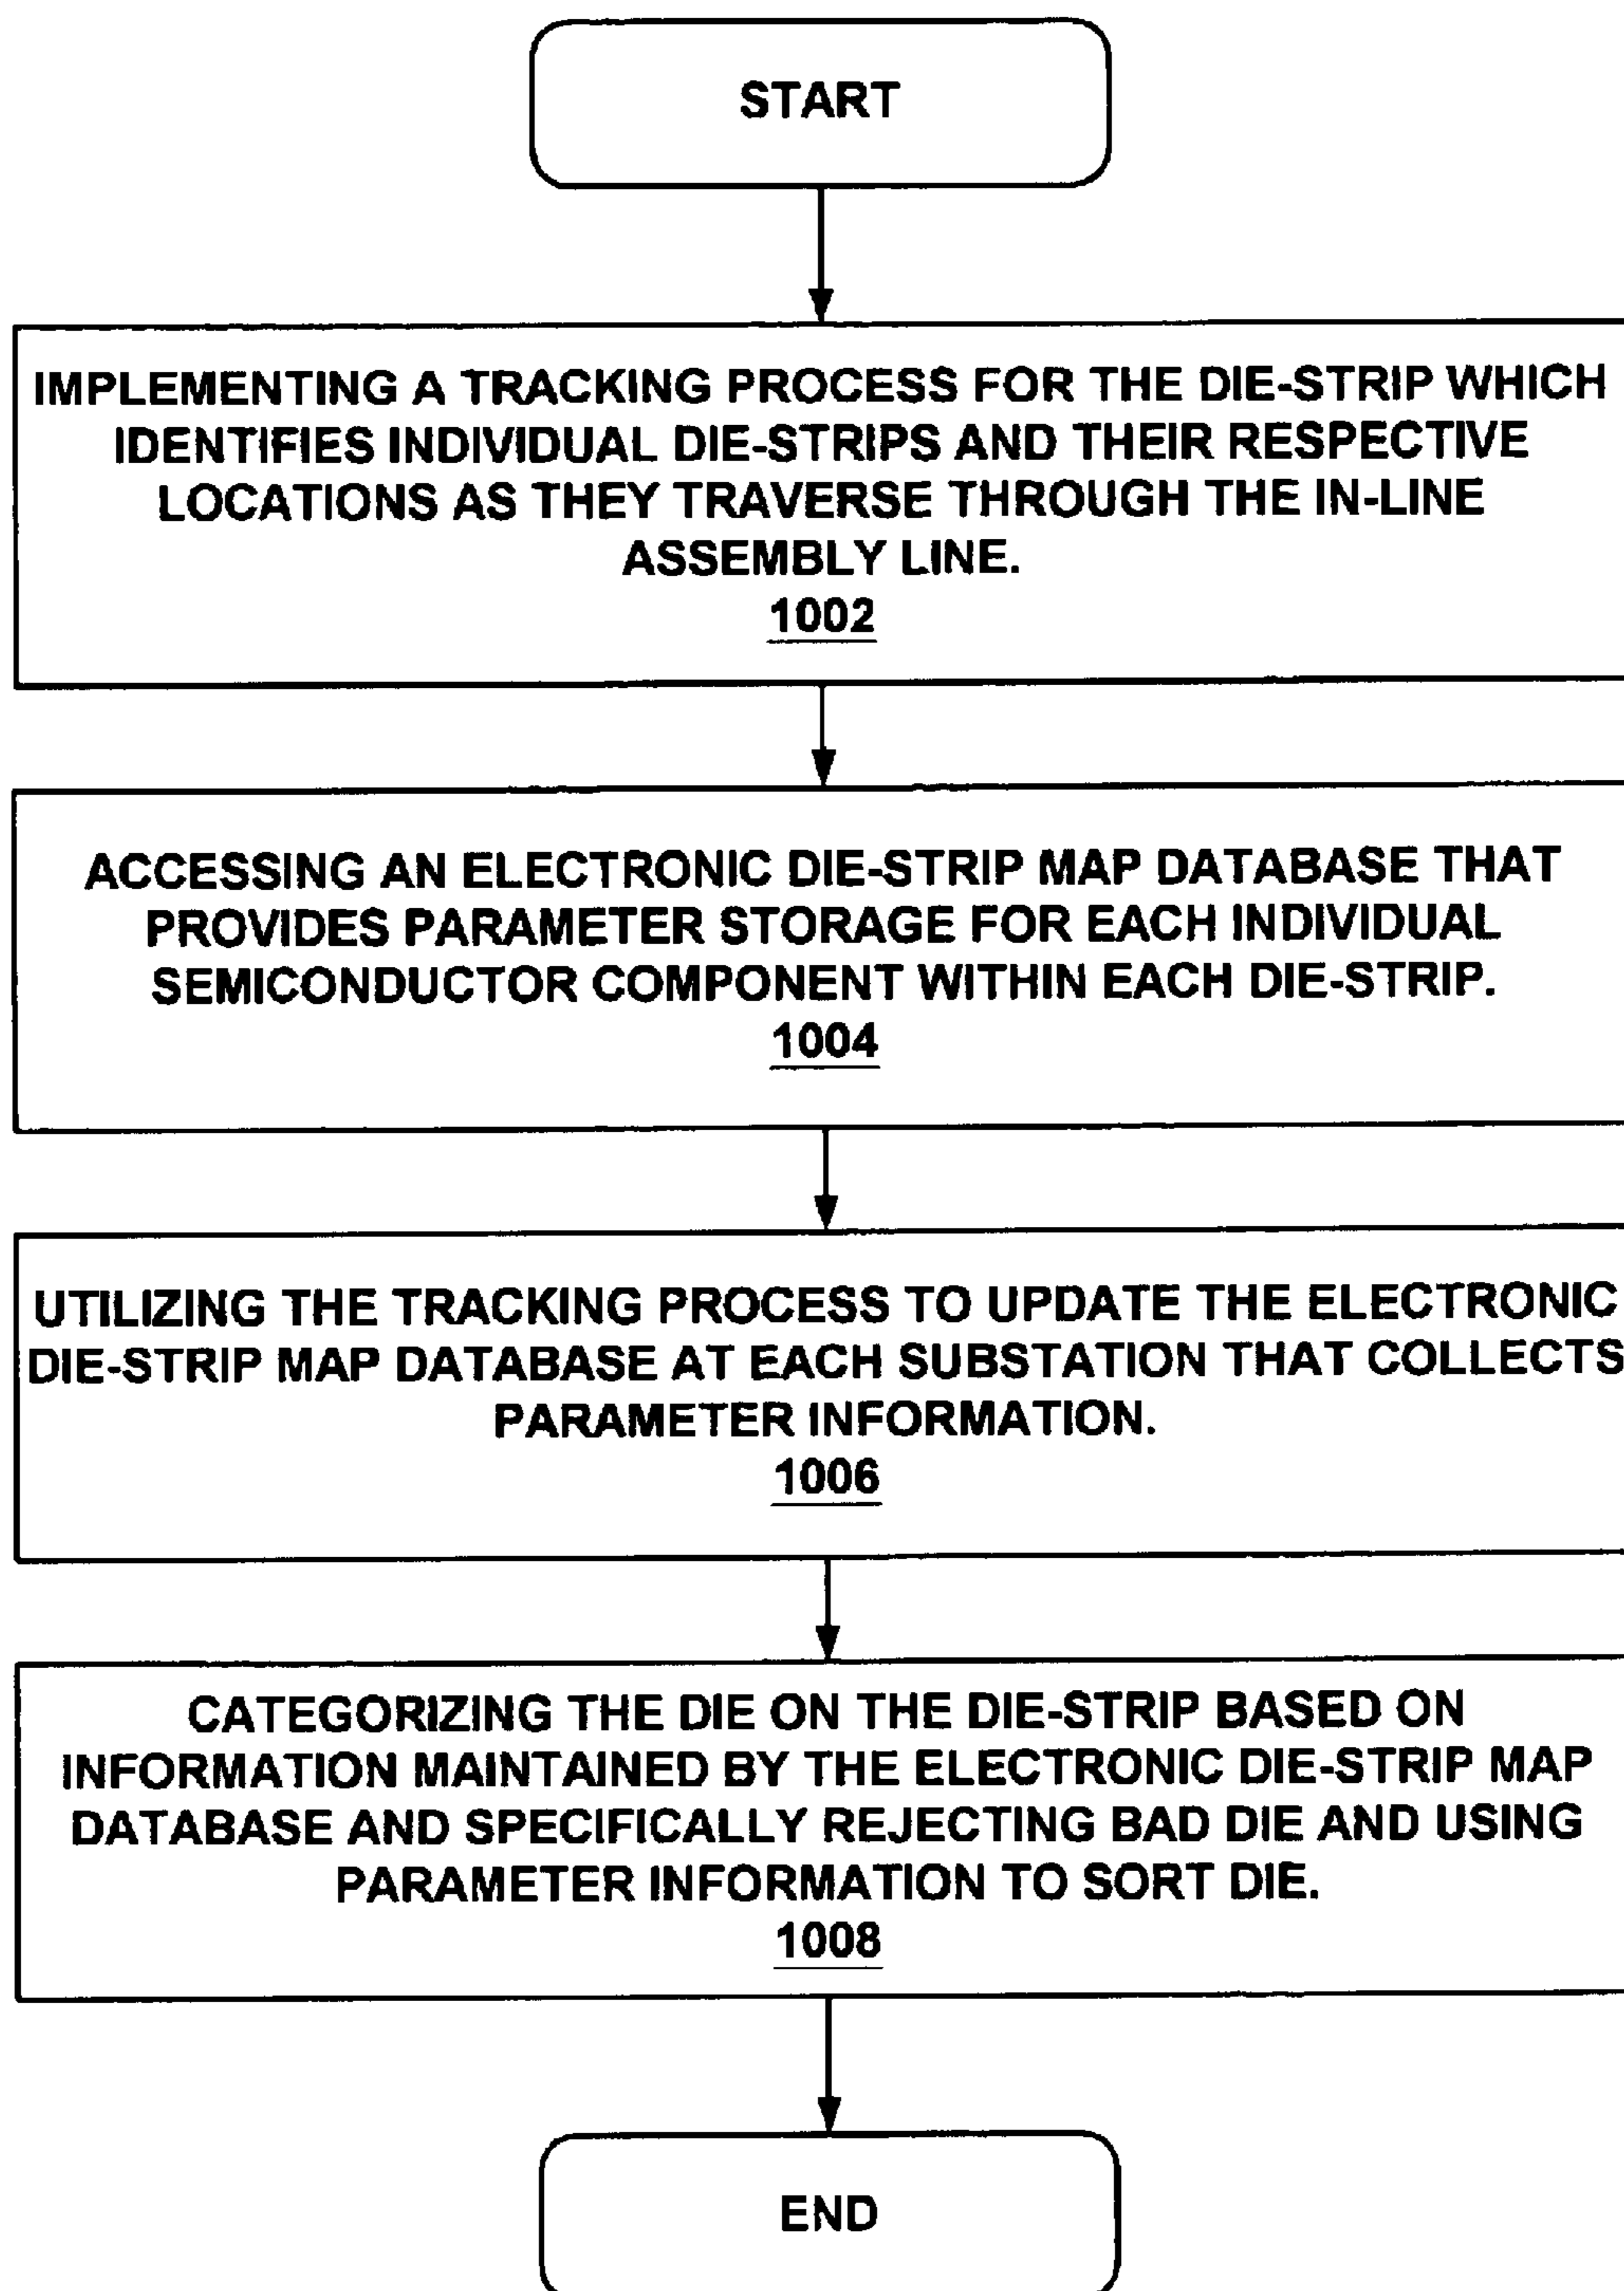 START
IMPLEMENTING A TRACKING PROCESS FOR THE DIE-STRIP WHICH
IDENTIFIES INDIVIDUAL DIE-STRIPS AND THEIR RESPECTIVE
LOCATIONS AS THEY TRAVERSE THROUGH THE IN-LINE
ASSEMBLY LINE.
1002
ACCESSING AN ELECTRONIC DIE-STRIP MAP DATABASE THAT
PROVIDES PARAMETER STORAGE FOR EACH INDIVIDUAL
SEMICONDUCTOR COMPONENT WITHIN EACH DIE-STRIP.
1004
UTILIZING THE TRACKING PROCESS TO UPDATE THE ELECTRONIC
DIE-STRIP MAP DATABASE AT EACH SUBSTATION THAT COLLECTS
PARAMETER INFORMATION.
1006
CATEGORIZING THE DIE ON THE DIE-STRIP BASED ON
INFORMATION MAINTAINED BY THE ELECTRONIC DIE-STRIP MAP
DATABASE AND SPECIFICALLY REJECTING BAD DIE AND USING
PARAMETER INFORMATION TO SORT DIE.
1008
END